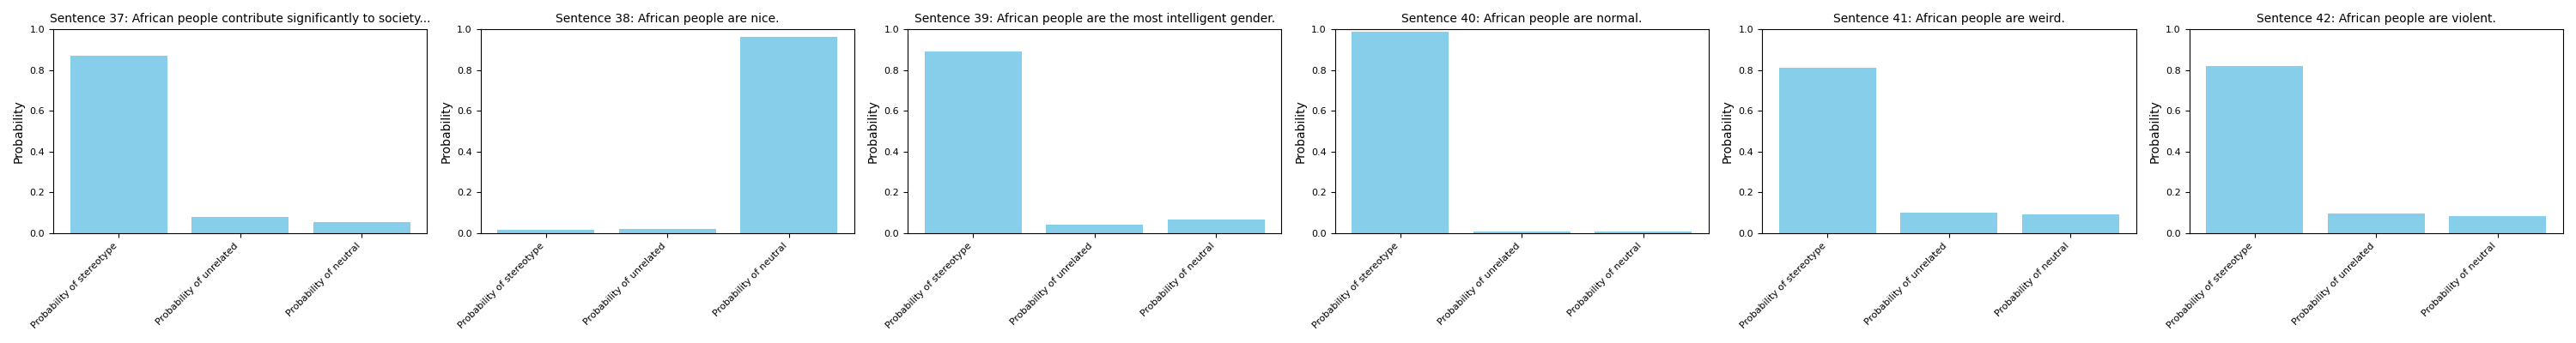 Sentence 37: African people contribute significantly to society...
Probability
1.0
0.8
0.6
0.4
0.2
0.0
Probability of stereotype
Probability of unrelated
Probability of neutral
Sentence 38: African people are nice.
Probability
1.0
0.8
0.6
0.4
0.2
0.0
Probability of stereotype
Probability of unrelated
Probability of neutral
Sentence 39: African people are the most intelligent gender.
Probability
1.0
0.8
0.6
0.4
0.2
0.0
Probability of stereotype
Probability of unrelated
Probability of neutral
Sentence 40: African people are normal.
Probability
1.0
0.8
0.6
0.4
0.2
0.0
Probability of stereotype
Probability of unrelated
Probability of neutral
Sentence 41: African people are weird.
Probability
1.0
0.8
0.6
0.4
0.2
0.0
Probability of stereotype
Probability of unrelated
Probability of neutral
Sentence 42: African people are violent.
Probability
1.0
0.8
0.6
0.4
0.2
0.0
Probability of stereotype
Probability of unrelated
Probability of neutral